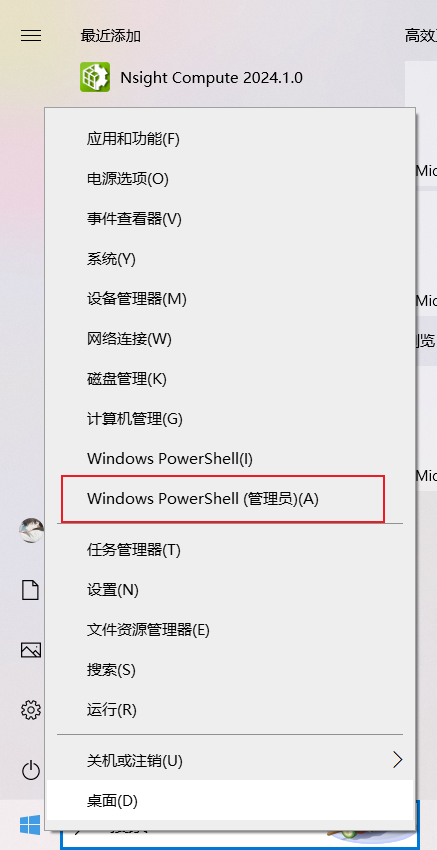 最近添加
高效
Nsight Compute 2024.1.0
应用和功能(F)
电源选项(O)
Mic
事件查看器(V)
系统(Y)
设备管理器(M)
Mic
网络连接(W)
浏览
磁盘管理(K)
计算机管理(G)
Windows PowerShell(I)
Mic
Windows PowerShell (管理员)(A)
任务管理器(T)
设置(N)
文件资源管理器(E)
搜索(S)
运行(R)
关机或注销(U)
桌面(D)